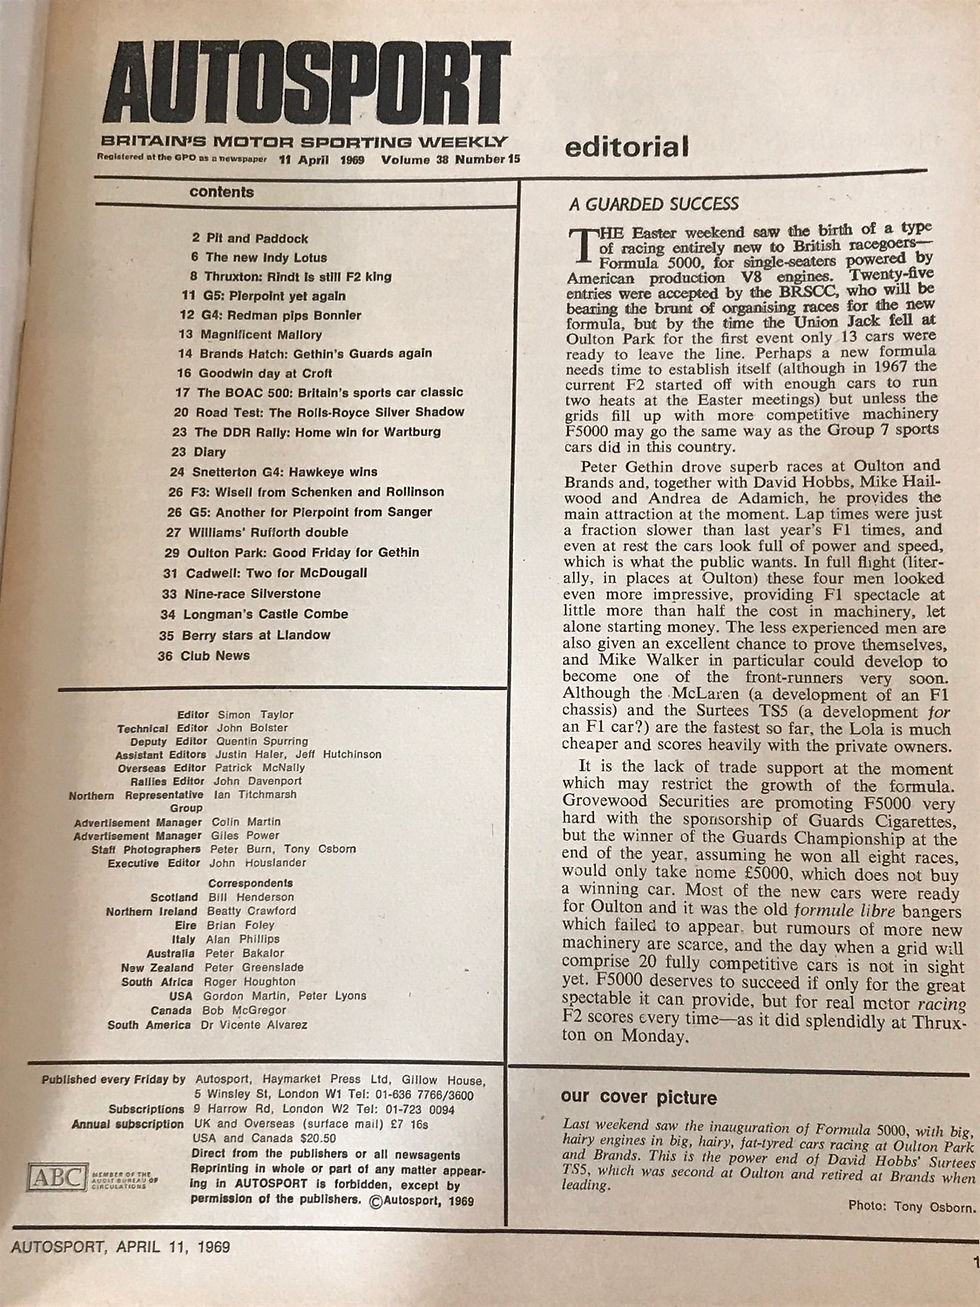 AUTOSPORT
BRITAIN'S MOTOR SPORTING WEEKLY
Registered at the GPO as a newspaper 11 April 1969 Volume 38 Number 15
contents
2 Pit and Paddock
6 The new Indy Lotus
8 Thruxton: Rindt is still F2 king
11 G5: Pierpoint yet again
12 G4: Redman pips Bonnier
13 Magnificent Mallory
14 Brands Hatch: Gethin's Guards again
16 Goodwin day at Croft
17 The BOAC 500: Britain's sports car classic
20 Road Test: The Rolls-Royce Silver Shadow
23 The DDR Rally: Home win for Wartburg
23 Diary
24 Snetterton G4: Hawkeye wins
26 F3: Wisell from Schenken and Rollinson
26 G5: Another for Pierpoint from Sanger
27 Williams' Rufforth double
29 Oulton Park: Good Friday for Gethin
31 Cadwell: Two for McDougall
33 Nine-race Silverstone
34 Longman's Castle Combe
35 Berry stars at Llandow
36 Club News
Editor Simon Taylor
Technical Editor John Bolster
Deputy Editor Quentin Spurring
Assistant Editors Justin Haler, Jeff Hutchinson
Overseas Editor Patrick McNally
Rallies Editor John Davenport
Northern Representative Ian Titchmarsh
Group
Advertisement Manager Colin Martin
Advertisement Manager Giles Power
Staff Photographers Peter Burn, Tony Osborn
Executive Editor John Houslander
Correspondents
Scotland Bill Henderson
Northern Ireland Beatty Crawford
Eire Brian Foley
Italy Alan Phillips
Australia Peter Bakalor
New Zealand Peter Greenslade
South Africa Roger Houghton
USA Gordon Martin, Peter Lyons
Canada Bob McGregor
South America Dr Vicente Alvarez
Published every Friday by Autosport, Haymarket Press Ltd, Gillow House,
5 Winsley St, London W1 Tel: 01-636 7766/3600
Subscriptions 9 Harrow Rd, London W2 Tel: 01-723 0094
Annual subscription UK and Overseas (surface mail) £7 16s
USA and Canada $20.50
Direct from the publishers or all newsagents
Reprinting in whole or part of any matter appear-
ing in AUTOSPORT is forbidden, except by
permission of the publishers. ©Autosport, 1969
ABC
MEMBER OF THE
AUDIT BUREAU OF
CIRCULATIONS
editorial
A GUARDED SUCCESS
THE Easter weekend saw the birth of a type
of racing entirely new to British racegoers—
Formula 5000, for single-seaters powered by
American production V8 engines. Twenty-five
entries were accepted by the BRSCC, who will be
bearing the brunt of organising races for the new
formula, but by the time the Union Jack fell at
Oulton Park for the first event only 13 cars were
ready to leave the line. Perhaps a new formula
needs time to establish itself (although in 1967 the
current F2 started off with enough cars to run
two heats at the Easter meetings) but unless the
grids fill up with more competitive machinery
F5000 may go the same way as the Group 7 sports
cars did in this country.
Peter Gethin drove superb races at Oulton and
Brands and, together with David Hobbs, Mike Hail-
wood and Andrea de Adamich, he provides the
main attraction at the moment. Lap times were just
a fraction slower than last year's F1 times, and
even at rest the cars look full of power and speed,
which is what the public wants. In full flight (liter-
ally, in places at Oulton) these four men looked
even more impressive, providing F1 spectacle at
little more than half the cost in machinery, let
alone starting money. The less experienced men are
also given an excellent chance to prove themselves,
and Mike Walker in particular could develop to
become one of the front-runners very soon.
Although the McLaren (a development of an F1
chassis) and the Surtees TS5 (a development for
an F1 car?) are the fastest so far, the Lola is much
cheaper and scores heavily with the private owners.
It is the lack of trade support at the moment
which may restrict the growth of the formula.
Grovewood Securities are promoting F5000 very
hard with the sponsorship of Guards Cigarettes,
but the winner of the Guards Championship at the
end of the year, assuming he won all eight races,
would only take home £5000, which does not buy
a winning car. Most of the new cars were ready
for Oulton and it was the old formule libre bangers
which failed to appear, but rumours of more new
machinery are scarce, and the day when a grid will
comprise 20 fully competitive cars is not in sight
yet. F5000 deserves to succeed if only for the great
spectable it can provide, but for real motor racing
F2 scores every time—as it did splendidly at Thrux-
ton on Monday.
our cover picture
Last weekend saw the inauguration of Formula 5000, with big,
hairy engines in big, hairy, fat-tyred cars racing at Oulton Park
and Brands. This is the power end of David Hobbs' Surtees
TS5, which was second at Oulton and retired at Brands when
leading.
Photo: Tony Osborn.
AUTOSPORT, APRIL 11, 1969
1